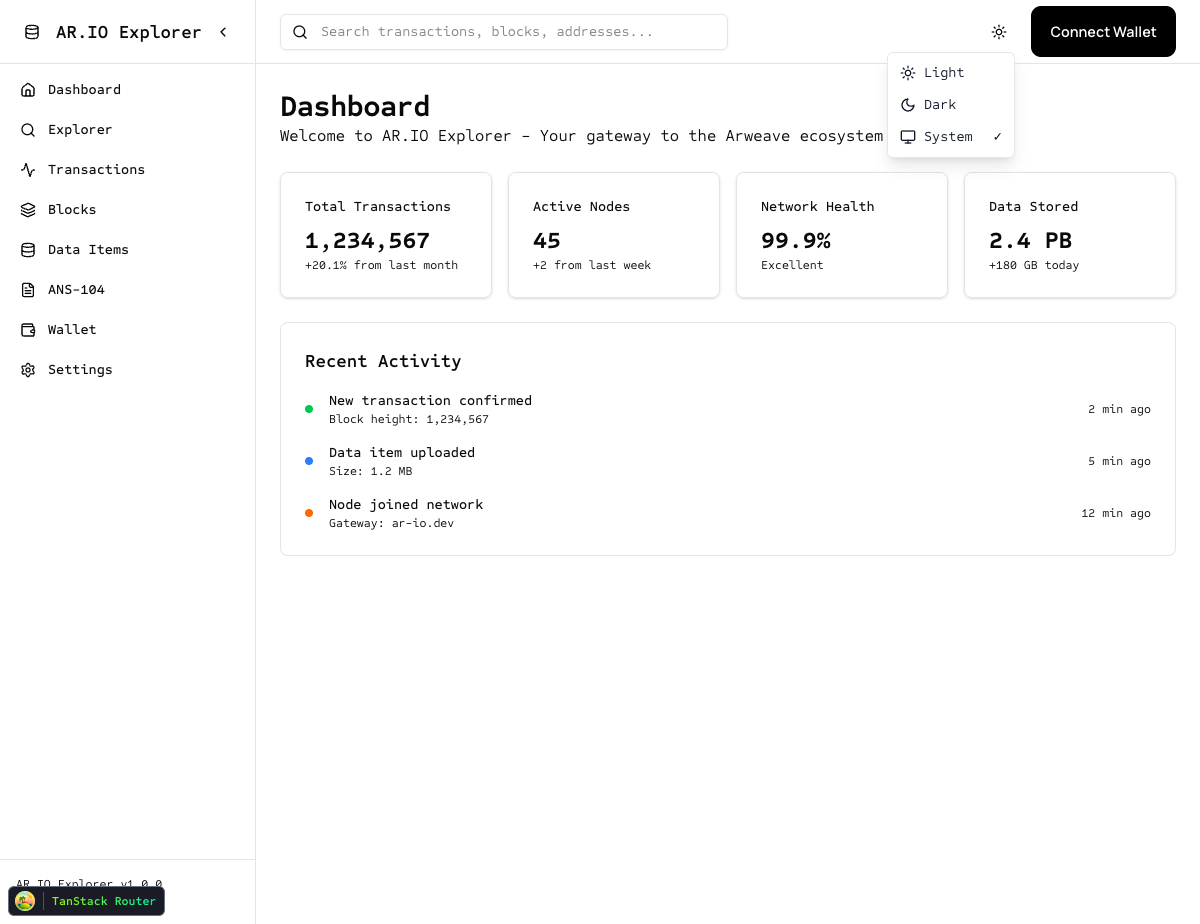 AR.IO Explorer
Search transactions, blocks, addresses...
Connect Wallet
Light
Dark
System ✓
Dashboard
Explorer
Transactions
Blocks
Data Items
ANS-104
Wallet
Settings
Dashboard
Welcome to AR.IO Explorer - Your gateway to the Arweave ecosystem
Total Transactions
1,234,567
+20.1% from last month
Active Nodes
45
+2 from last week
Network Health
99.9%
Excellent
Data Stored
2.4 PB
+180 GB today
Recent Activity
New transaction confirmed
Block height: 1,234,567
2 min ago
Data item uploaded
Size: 1.2 MB
5 min ago
Node joined network
Gateway: ar-io.dev
12 min ago
AR.IO Explorer v1.0.0
TanStack Router